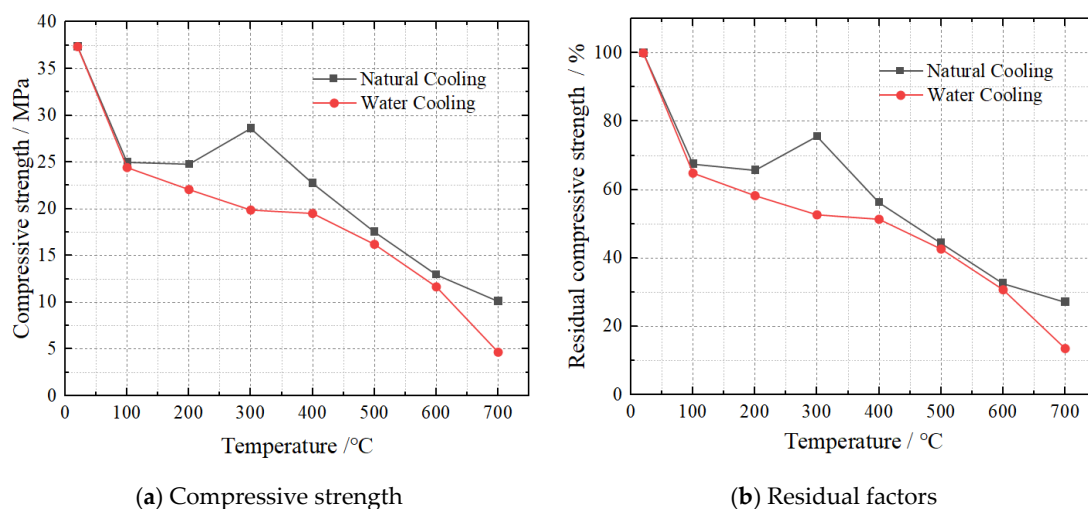 40
35
30
25
20
15
10
5
0
Compressive strength / MPa
Natural Cooling
Water Cooling
0 100 200 300 400 500 600 700
Temperature /°C
(a) Compressive strength
100
80
60
40
20
0
Residual compressive strength / %
Natural Cooling
Water Cooling
0 100 200 300 400 500 600 700
Temperature / °C
(b) Residual factors